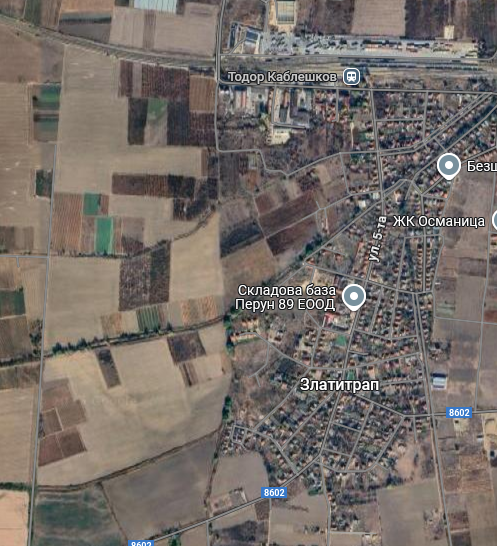 Тодор Каблешков
Безш
ул. 5-та
ЖК Османица
Складова база
Перун 89 ЕООД
Златитрап
8602
8602
8602